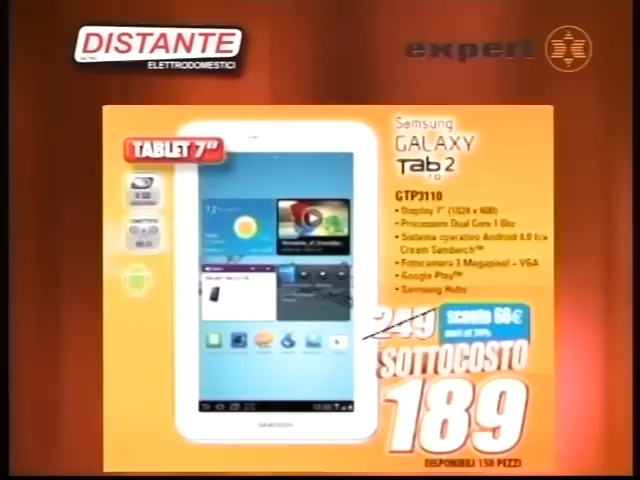 DISTANTE
ELETTRODOMESTICI
expert
TABLET 7"
Samsung
GALAXY
Tab 2
7.0
GTP3110
• Display 7" (1024 x 600)
• Processore Dual Core 1 Ghz
• Sistema operativo Android 4.0 Ice
Cream Sandwich™
• Fotocamera 3 Megapixel - VGA
• Google Play™
• Samsung Hubs
249
sconto 60€
SOTTOCOSTO
189
DISPONIBILI 150 PEZZI
SAMSUNG